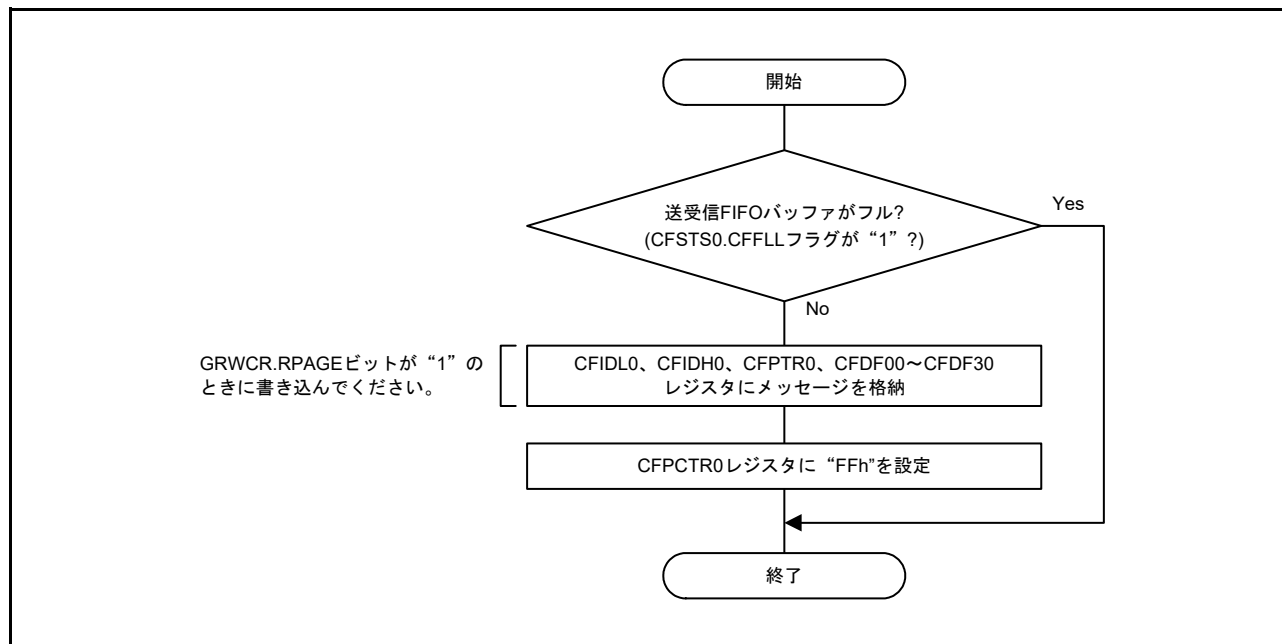 開始
送受信FIFOバッファがフル?
(CFSTS0.CFFLLフラグが“1”?)
Yes
No
GRWCR.RPAGEビットが“1”の
ときに書き込んでください。
CFIDL0、CFIDH0、CFPTR0、CFDF00～CFDF30
レジスタにメッセージを格納
CFPCTR0レジスタに“FFh”を設定
終了